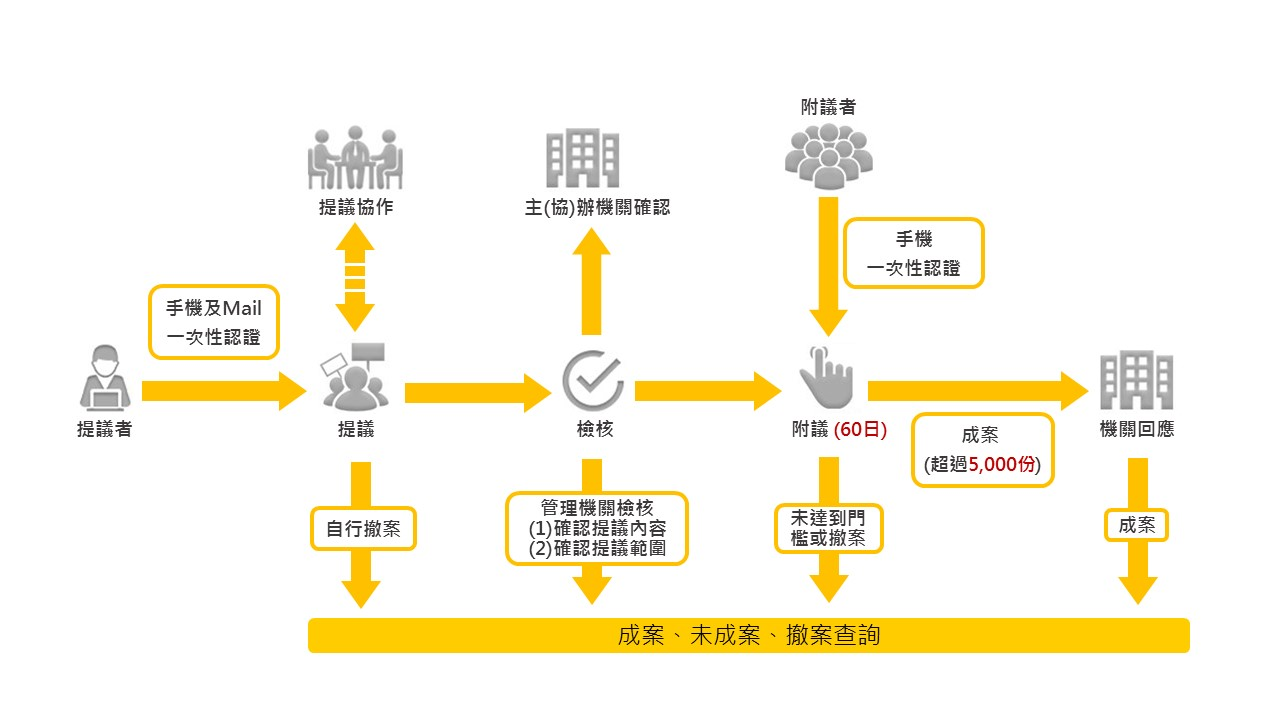 附議者
提議協作
主(協)辦機關確認
手機
一次性認證
手機及Mail
一次性認證
提議者
提議
檢核
附議 (60日)
成案
(超過5,000份)
機關回應
自行撤案
管理機關檢核
(1)確認提議內容
(2)確認提議範圍
未達到門
檻或撤案
成案
成案、未成案、撤案查詢